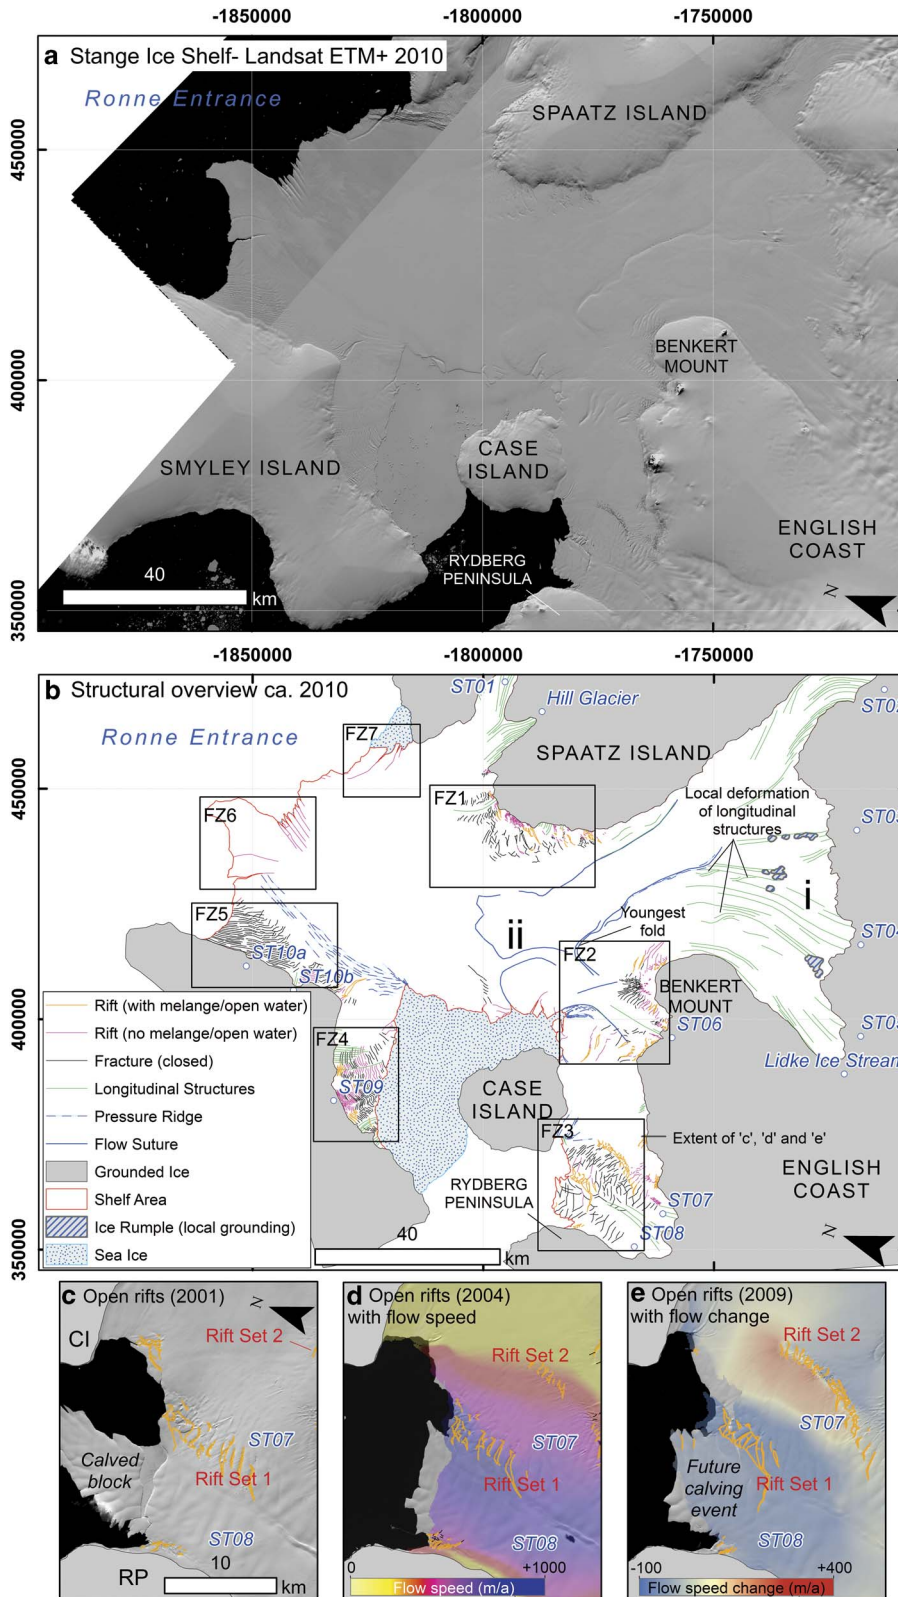 -1850000 -1800000 -1750000
a Stange Ice Shelf- Landsat ETM+ 2010
Ronne Entrance
SPAATZ ISLAND
450000
BENKERT
MOUNT
400000
CASE
ISLAND
SMYLEY ISLAND
ENGLISH
COAST
RYDBERG
PENINSULA
40
km
N
350000
-1850000 -1800000 -1750000
b Structural overview ca. 2010
ST01
Hill Glacier
ST02
Ronne Entrance
FZ7
SPAATZ ISLAND
450000
FZ1
Local deformation
of longitudinal
structures
ST03
FZ6
i
FZ5
Youngest
fold
ii
ST04
ST10a
FZ2
ST10b
BENKERT
MOUNT
400000
Rift (with melange/open water)
Rift (no melange/open water)
Fracture (closed)
Longitudinal Structures
Pressure Ridge
Flow Suture
Grounded Ice
Shelf Area
Ice Rumple (local grounding)
Sea Ice
FZ4
ST06
ST05
Lidke Ice Stream
ST09
CASE
ISLAND
FZ3
Extent of 'c', 'd' and 'e'
ENGLISH
COAST
RYDBERG
PENINSULA
ST07
ST08
40
km
N
350000
c Open rifts (2001)
N
CI
Rift Set 2
ST07
Calved
block
Rift Set 1
ST08
10
RP
km
d Open rifts (2004)
with flow speed
Rift Set 2
ST07
Rift Set 1
ST08
0 +1000
Flow speed (m/a)
e Open rifts (2009)
with flow change
Rift Set 2
ST07
Future
calving
event
Rift Set 1
ST08
-100 +400
Flow speed change (m/a)